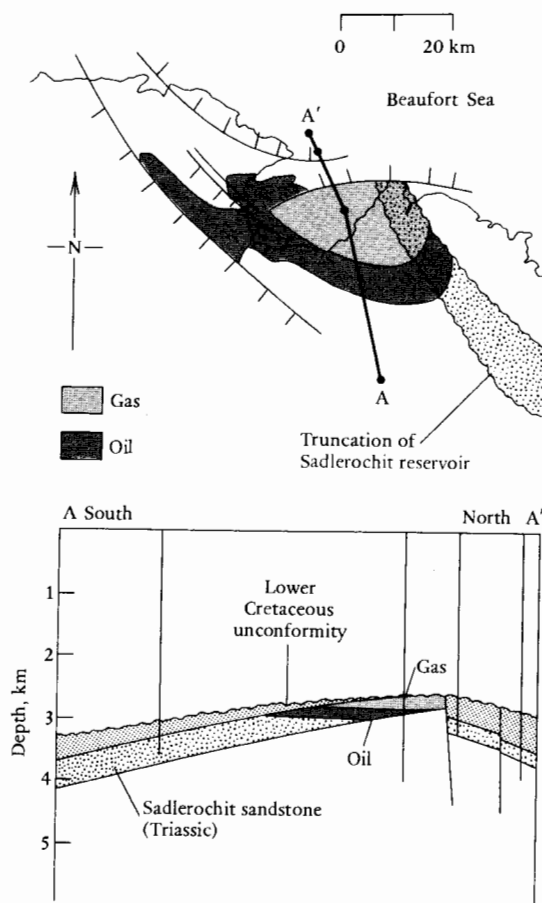 0 20 km
Beaufort Sea
A′
N
A
Gas
Oil
Truncation of
Sadlerochit reservoir
A South
North A′
Lower
Cretaceous
unconformity
Gas
1
2
3
4
5
Depth, km
Oil
Sadlerochit sandstone
(Triassic)